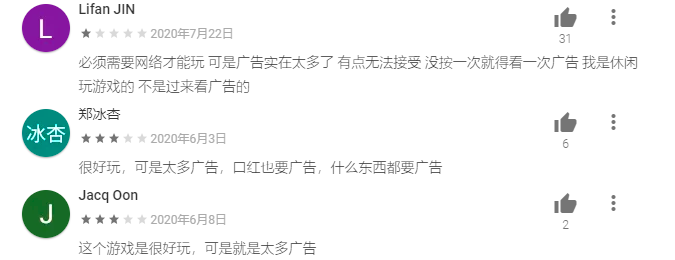 L
Lifan JIN
2020年7月22日
31
必须需要网络才能玩 可是广告实在太多了 有点无法接受 没按一次就得看一次广告 我是休闲
玩游戏的 不是过来看广告的
冰杏
郑冰杏
2020年6月3日
6
很好玩，可是太多广告，口红也要广告，什么东西都要广告
J
Jacq Oon
2020年6月8日
2
这个游戏是很好玩，可是就是太多广告